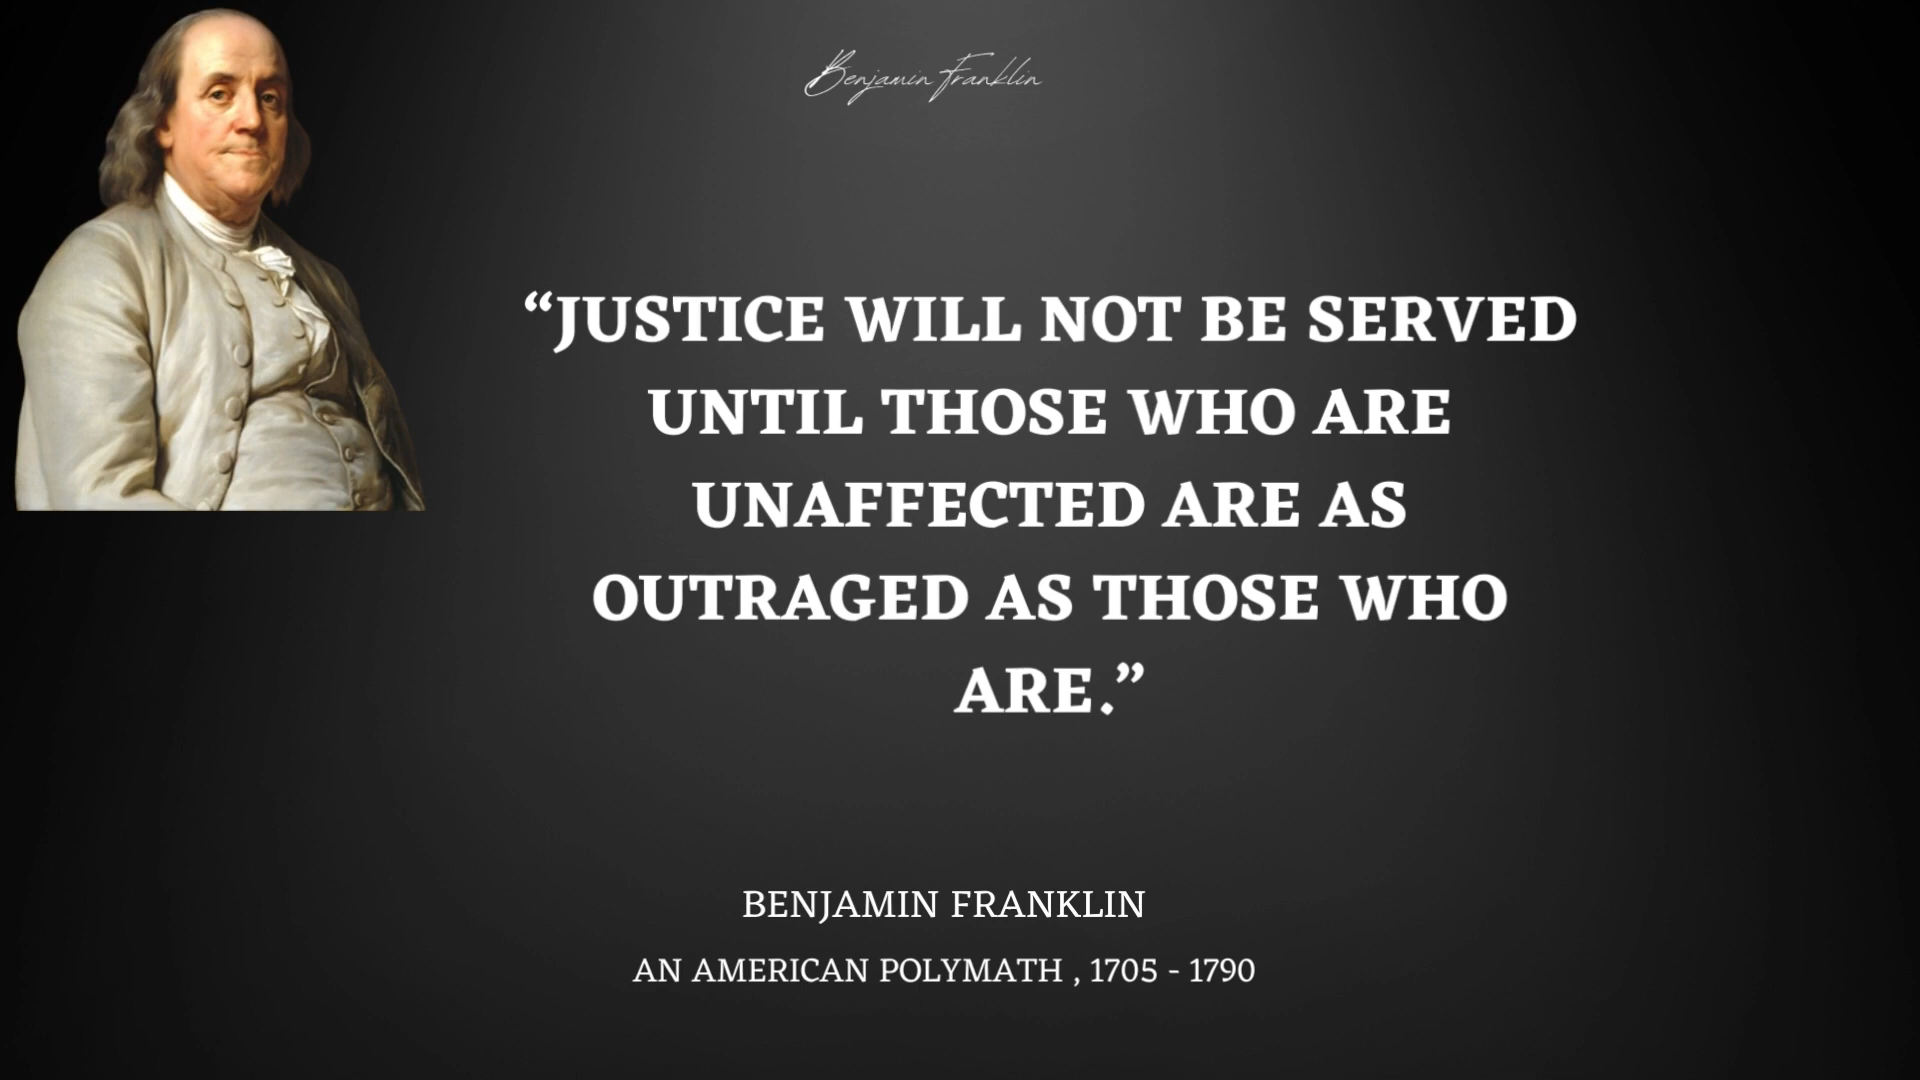 Benjamin Franklin
“JUSTICE WILL NOT BE SERVED
UNTIL THOSE WHO ARE
UNAFFECTED ARE AS
OUTRAGED AS THOSE WHO
ARE.”
BENJAMIN FRANKLIN
AN AMERICAN POLYMATH , 1705 - 1790